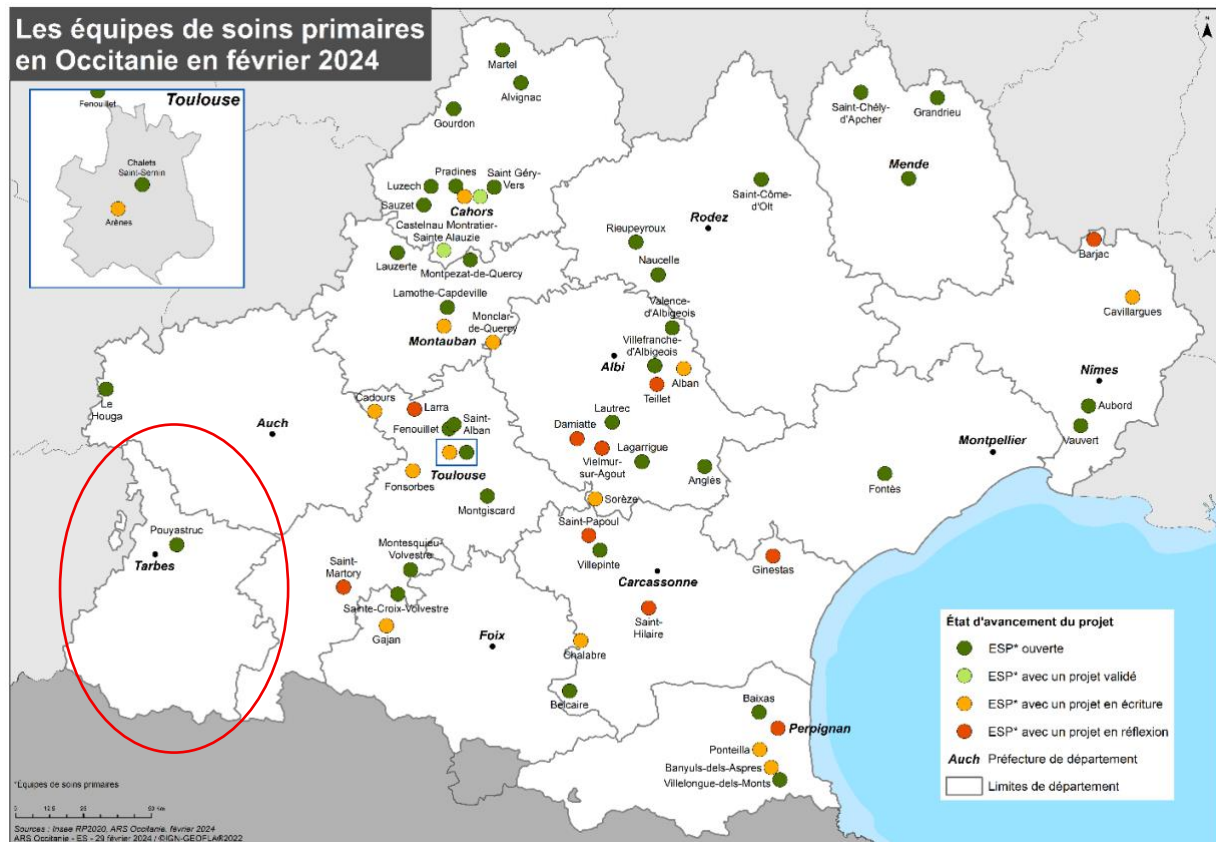 Les équipes de soins primaires
en Occitanie en février 2024
Fenouillet
Toulouse
Chalets
Saint-Sernin
Arènes
Martel
Alvignac
Gourdon
Pradines
Saint Géry-
Vers
Luzech
Sauzet
Cahors
Castelnau Montratier-
Sainte Alauzie
Lauzerte
Montpezat-de-Quercy
Lamothe-Capdeville
Monclar-
de-Quercy
Montauban
Saint-Chély-
d'Apcher
Grandrieu
Mende
Saint-Côme-
d'Olt
Rodez
Rieupeyroux
Naucelle
Barjac
Cavillargues
Valence-
d'Albigeois
Villefranche-
d'Albigeois
Albi
Alban
Teillet
Nîmes
Aubord
Vauvert
Le
Houga
Auch
Cadours
Larra
Fenouillet
Saint-
Alban
Toulouse
Fonsorbes
Montgiscard
Lautrec
Damiatte
Lagarrigue
Vielmur-
sur-Agout
Anglès
Sorèze
Montpellier
Fontès
Pouyastruc
Tarbes
Saint-
Martory
Montesquieu-
Volvestre
Sainte-Croix-Volvestre
Gajan
Foix
Saint-Papoul
Villepinte
Carcassonne
Ginestas
Saint-
Hilaire
Chalabre
Belcaire
Baixas
Perpignan
Ponteilla
Banyuls-dels-Aspres
Villelongue-dels-Monts
État d'avancement du projet
ESP* ouverte
ESP* avec un projet validé
ESP* avec un projet en écriture
ESP* avec un projet en réflexion
Auch Préfecture de département
Limites de département
*Équipes de soins primaires
0 12.5 25 50 Km
Sources : Insee RP2020, ARS Occitanie, février 2024
ARS Occitanie - ES - 29 février 2024 / ©IGN-GEOFLA®2022